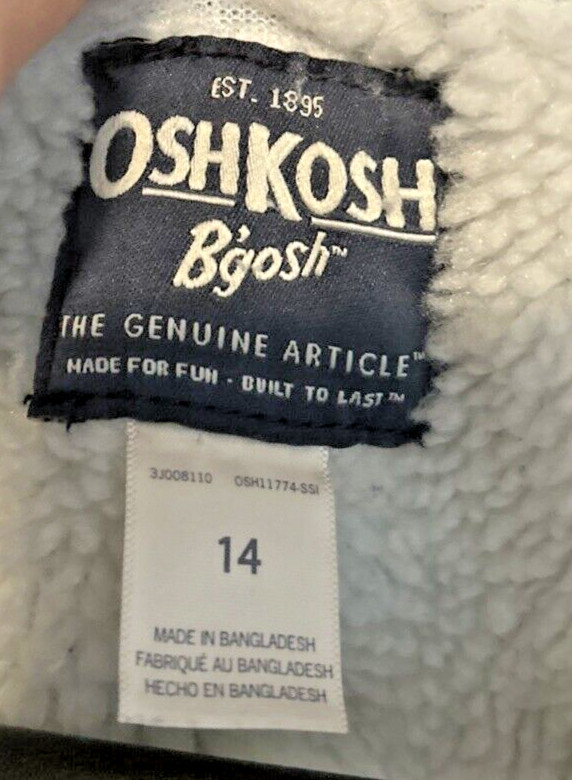 EST. 1895
OSHKOSH
B'gosh™
THE GENUINE ARTICLE™
MADE FOR FUN - BUILT TO LAST™
3J008110 OSH11774-SSI
14
MADE IN BANGLADESH
FABRIQUÉ AU BANGLADESH
HECHO EN BANGLADESH